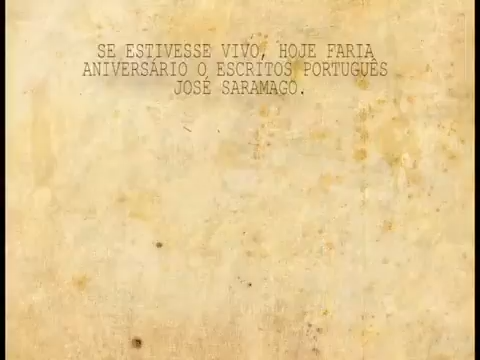 SE ESTIVESSE VIVO, HOJE FARIA
ANIVERSÁRIO O ESCRITOS PORTUGUÊS
JOSÉ SARAMAGO.